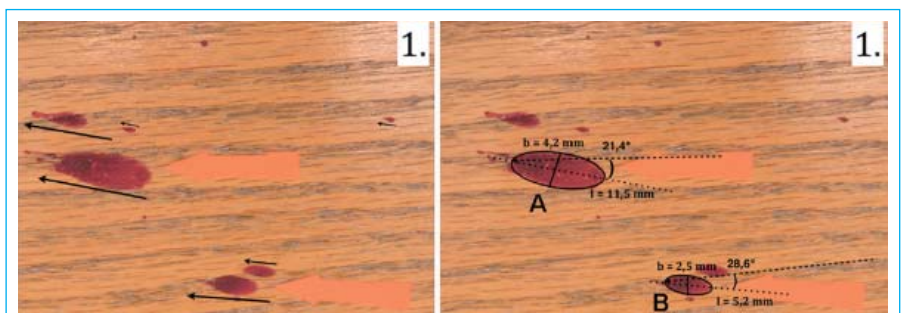 1.
1.
b = 4,2 mm
21,4°
l = 11,5 mm
A
b = 2,5 mm
28,6°
l = 5,2 mm
B